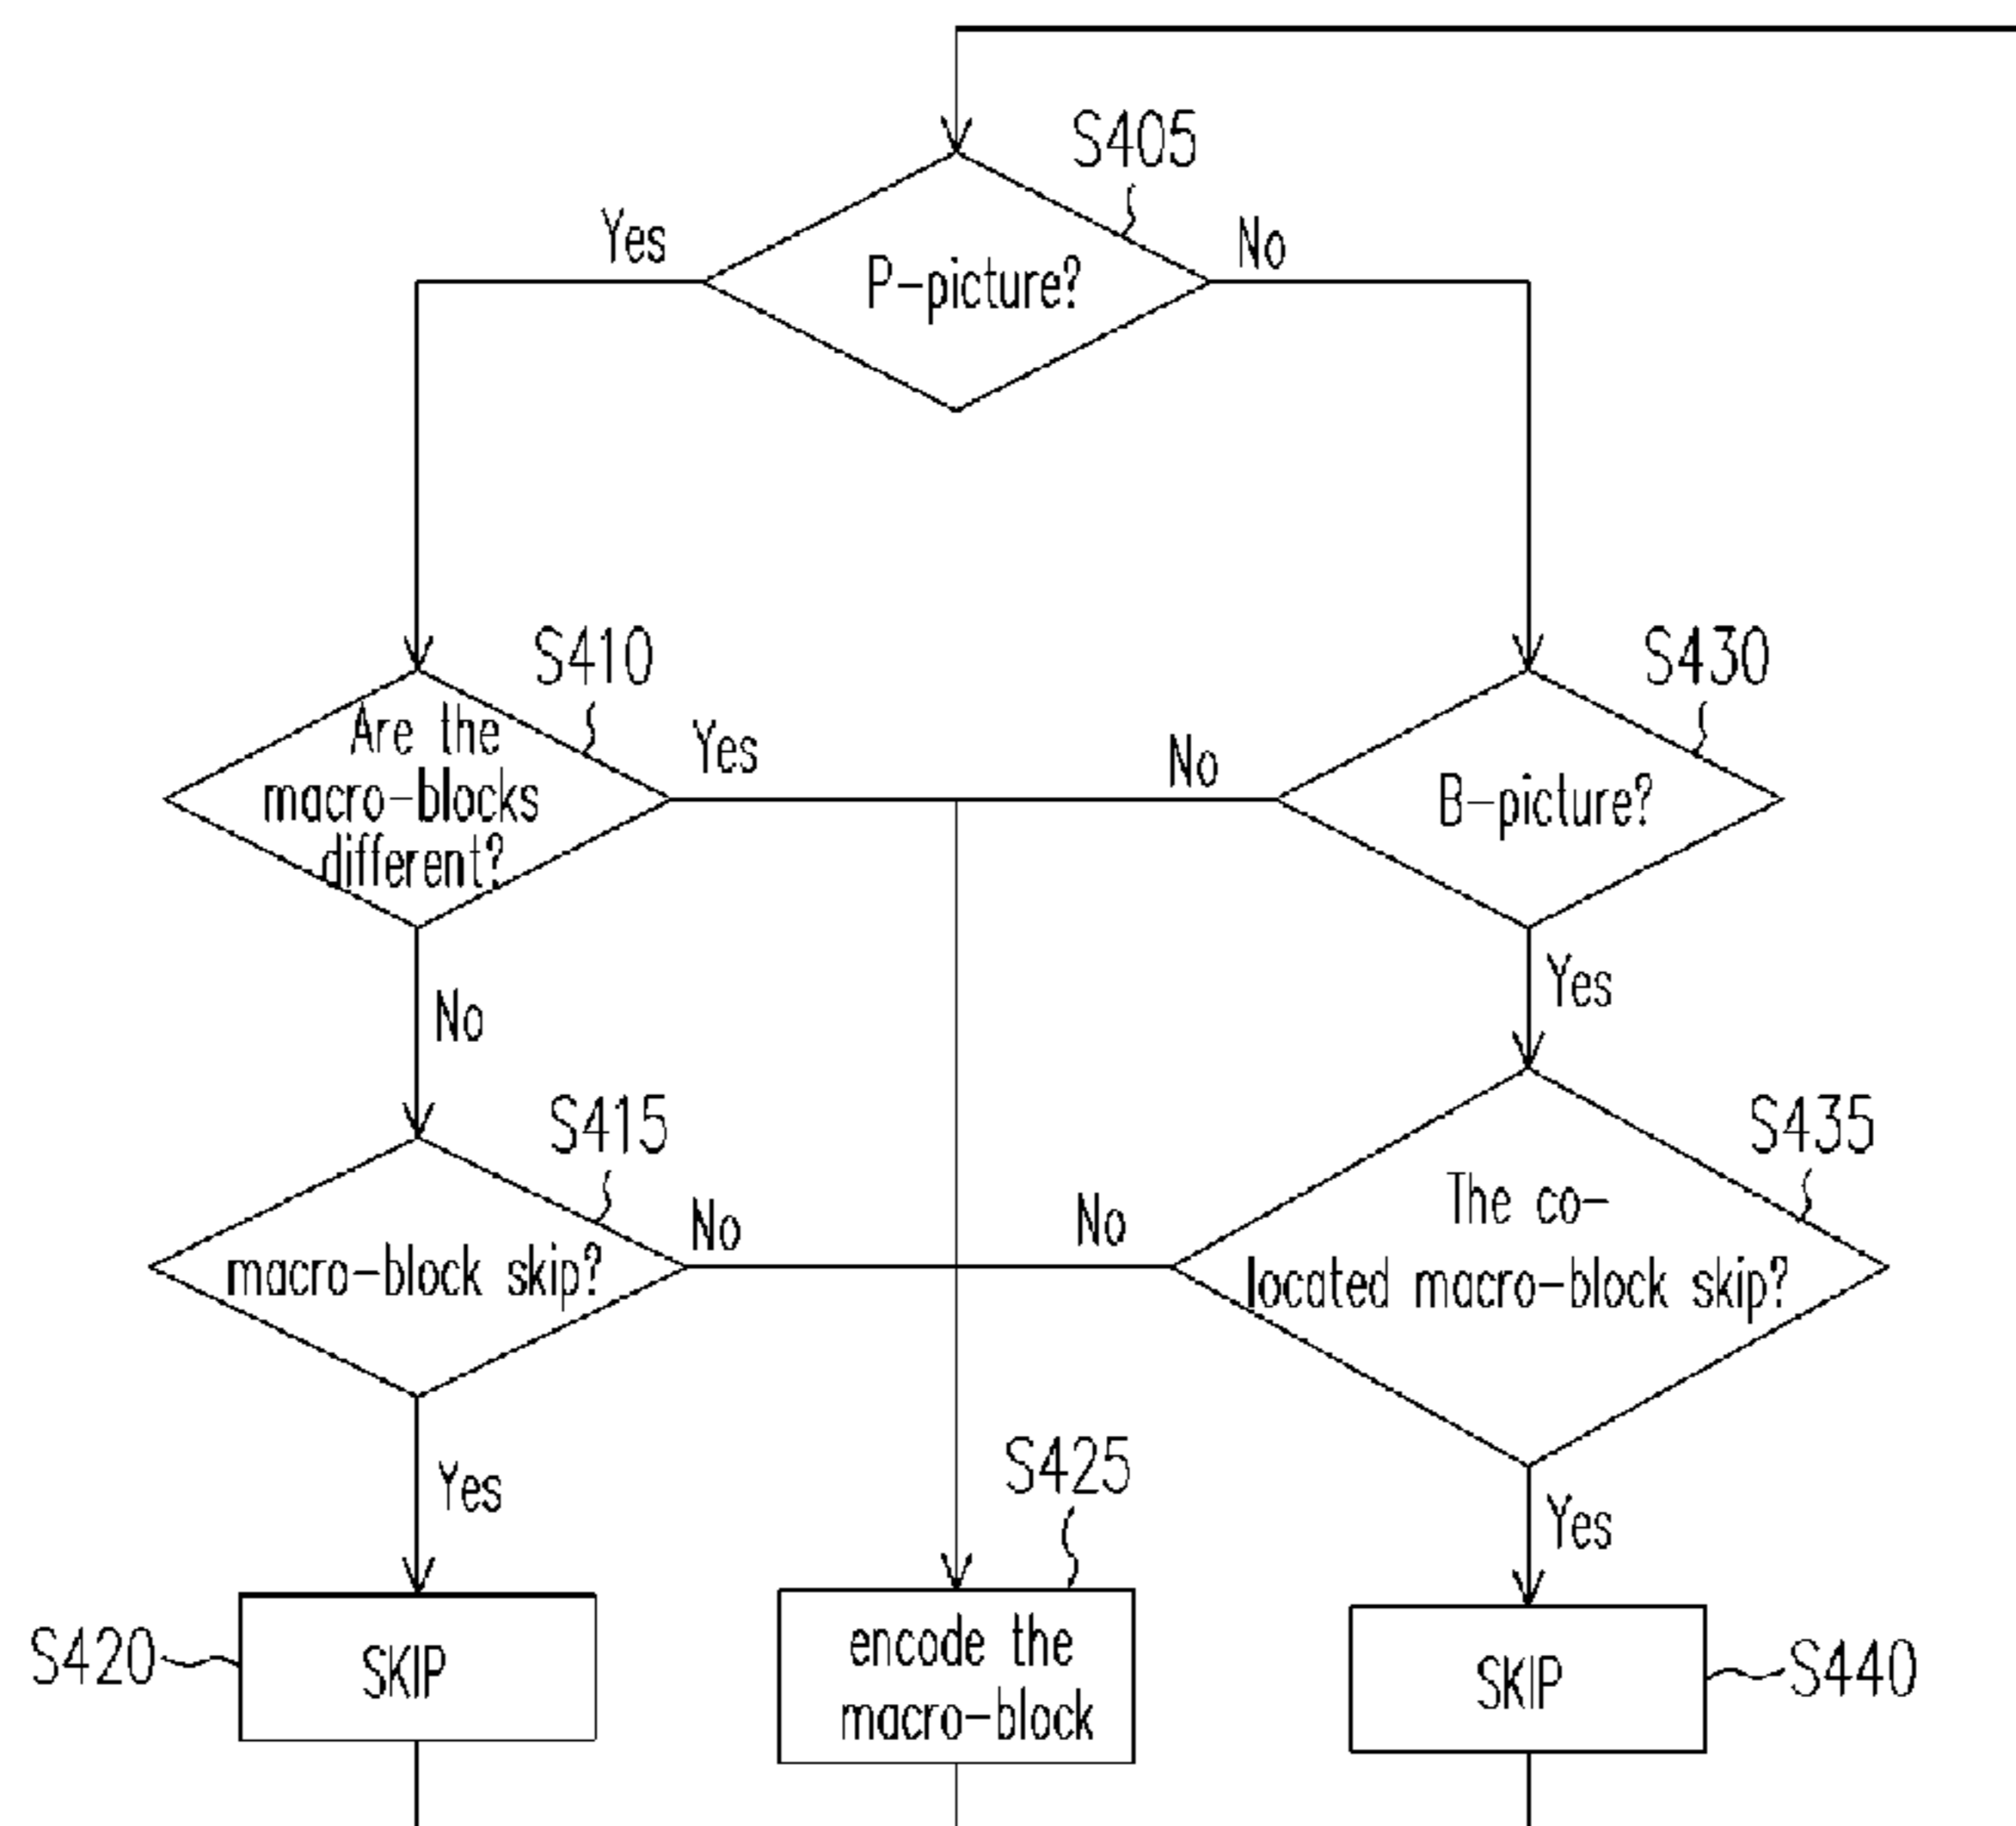 S405
Yes
No
P-picture?
S410
S430
Are the
macro-blocks
different?
Yes
No
B-picture?
No
Yes
S415
S435
macro-block skip?
No
No
The co-
located macro-block skip?
Yes
S425
Yes
S420
SKIP
encode the
macro-block
SKIP
S440